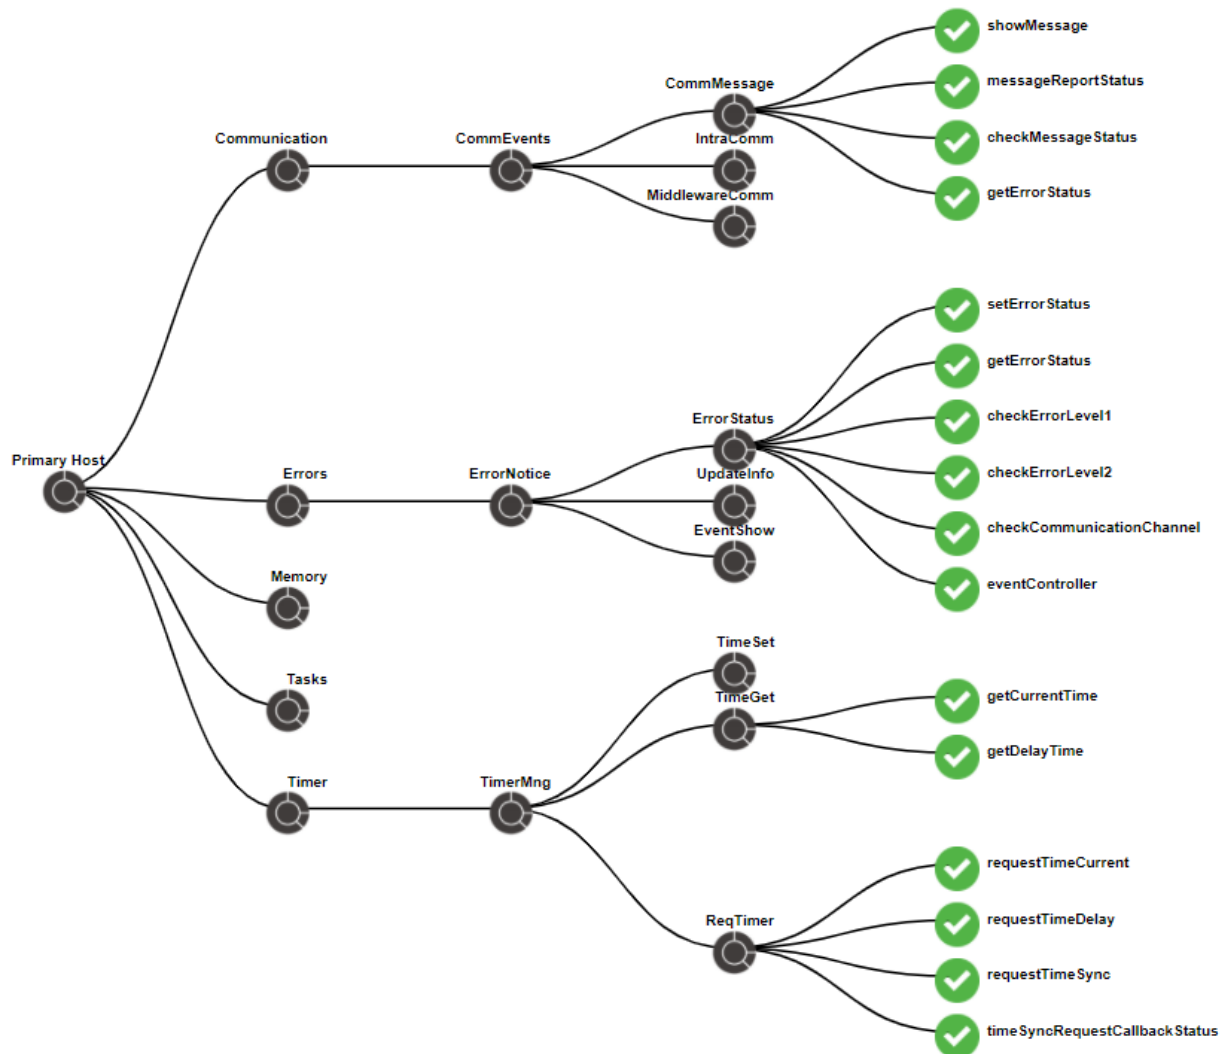 showMessage
CommMessage
messageReportStatus
Communication
CommEvents
IntraComm
checkMessageStatus
MiddlewareComm
getErrorStatus
setErrorStatus
getErrorStatus
ErrorStatus
checkErrorLevel1
Primary Host
Errors
ErrorNotice
UpdateInfo
checkErrorLevel2
EventShow
checkCommunicationChannel
Memory
eventController
TimeSet
Tasks
TimeGet
getCurrentTime
getDelayTime
Timer
TimerMng
requestTimeCurrent
ReqTimer
requestTimeDelay
requestTimeSync
timeSyncRequestCallbackStatus